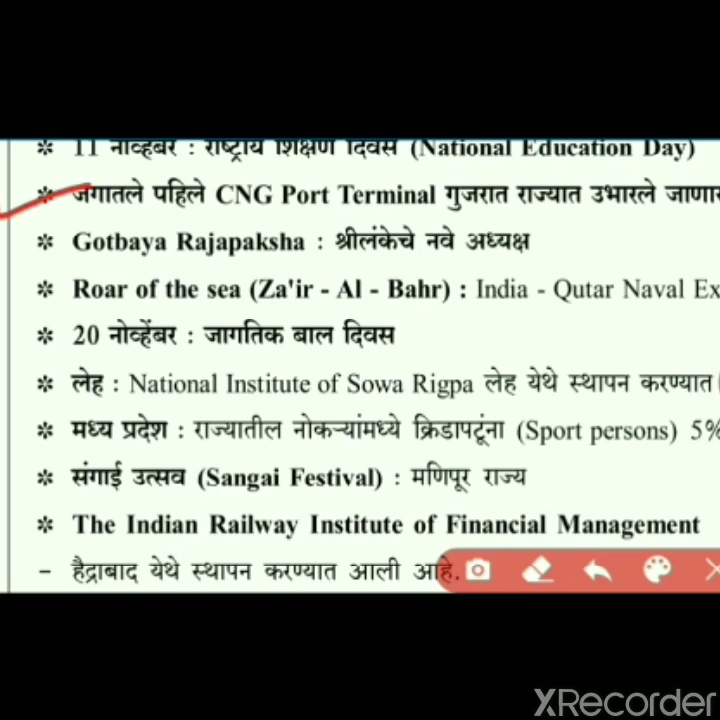 * 11 नोव्हेंबर : राष्ट्रीय शिक्षण दिवस (National Education Day)
* जगातले पहिले CNG Port Terminal गुजरात राज्यात उभारले
* Gotbaya Rajapaksha : श्रीलंकेचे नवे अध्यक्ष
* Roar of the sea (Za'ir - Al - Bahr) : India - Qutar Naval Ex
* 20 नोव्हेंबर : जागतिक बाल दिवस
* लेह : National Institute of Sowa Rigpa लेह येथे स्थापन करण्यात
* मध्य प्रदेश : राज्यातील नोकऱ्यांमध्ये क्रिडापटूंना (Sport persons) 5%
* संगाई उत्सव (Sangai Festival) : मणिपूर राज्य
* The Indian Railway Institute of Financial Management
- हैद्राबाद येथे स्थापन करण्यात आली आहे.
XRecorder